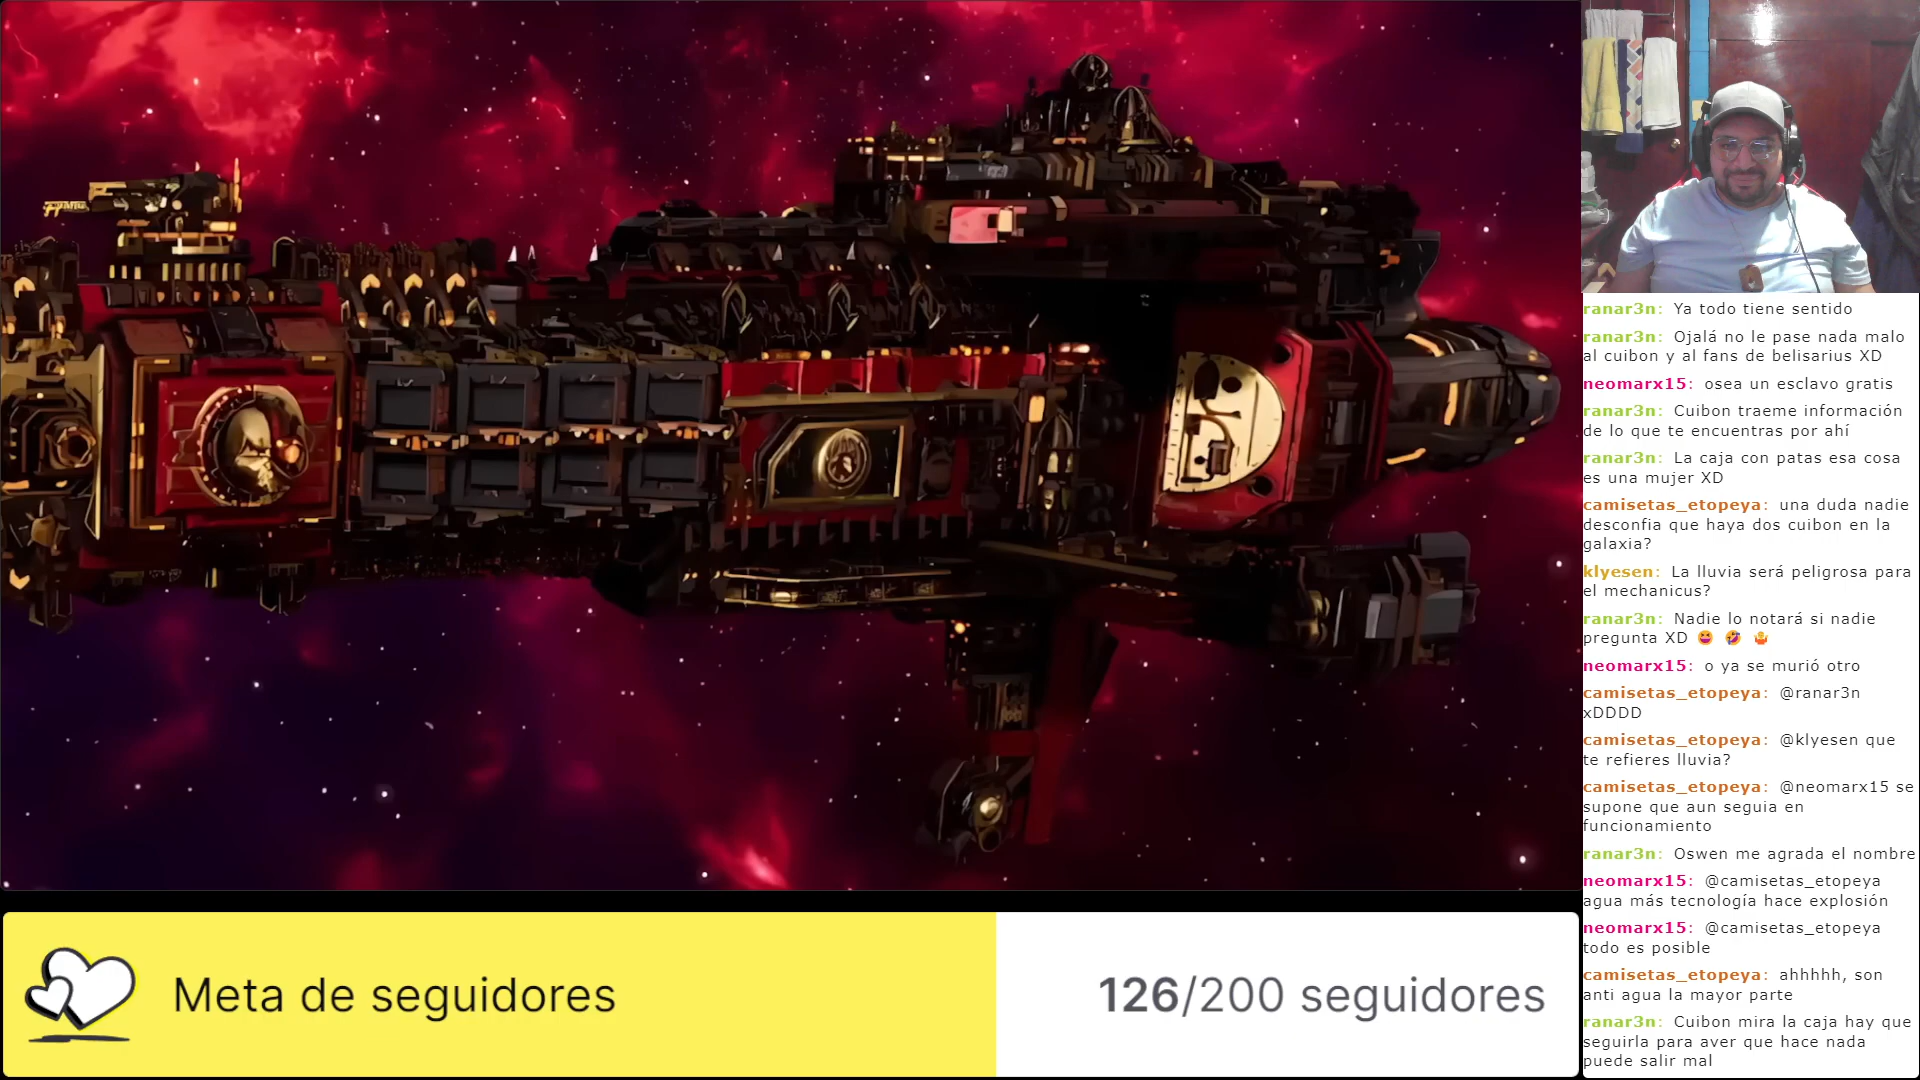 ranar3n: Ya todo tiene sentido
ranar3n: Ojalá no le pase nada malo
al cuibon y al fans de belisarius XD
neomarx15: osea un esclavo gratis
ranar3n: Cuibon traeme información
de lo que te encuentras por ahí
ranar3n: La caja con patas esa cosa
es una mujer XD
camisetas_etopeya: una duda nadie
desconfia que haya dos cuibon en la
galaxia?
klyesen: La lluvia será peligrosa para
el mechanicus?
ranar3n: Nadie lo notará si nadie
pregunta XD 😆 🤣 🤷
neomarx15: o ya se murió otro
camisetas_etopeya: @ranar3n
xDDDD
camisetas_etopeya: @klyesen que
te refieres lluvia?
camisetas_etopeya: @neomarx15 se
supone que aun seguia en
funcionamiento
ranar3n: Oswen me agrada el nombre
neomarx15: @camisetas_etopeya
agua más tecnología hace explosión
neomarx15: @camisetas_etopeya
todo es posible
camisetas_etopeya: ahhhhh, son
anti agua la mayor parte
ranar3n: Cuibon mira la caja hay que
seguirla para aver que hace nada
puede salir mal
Meta de seguidores
126/200 seguidores